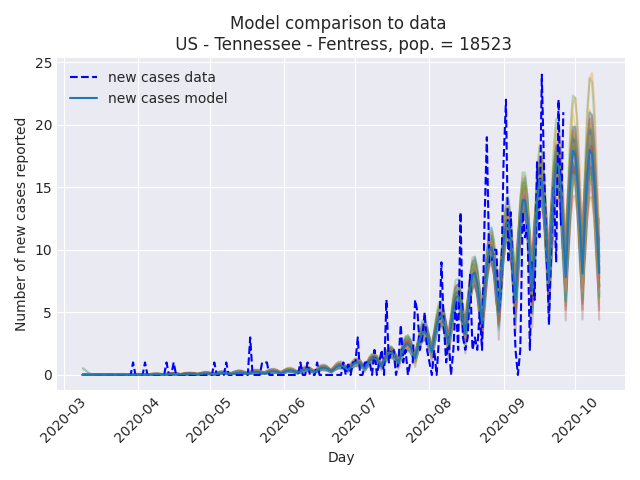 Model comparison to data
US - Tennessee - Fentress, pop. = 18523
new cases data
new cases model
Number of new cases reported
25
20
15
10
5
0
2020-03
2020-04
2020-05
2020-06
2020-07
2020-08
2020-09
2020-10
Day